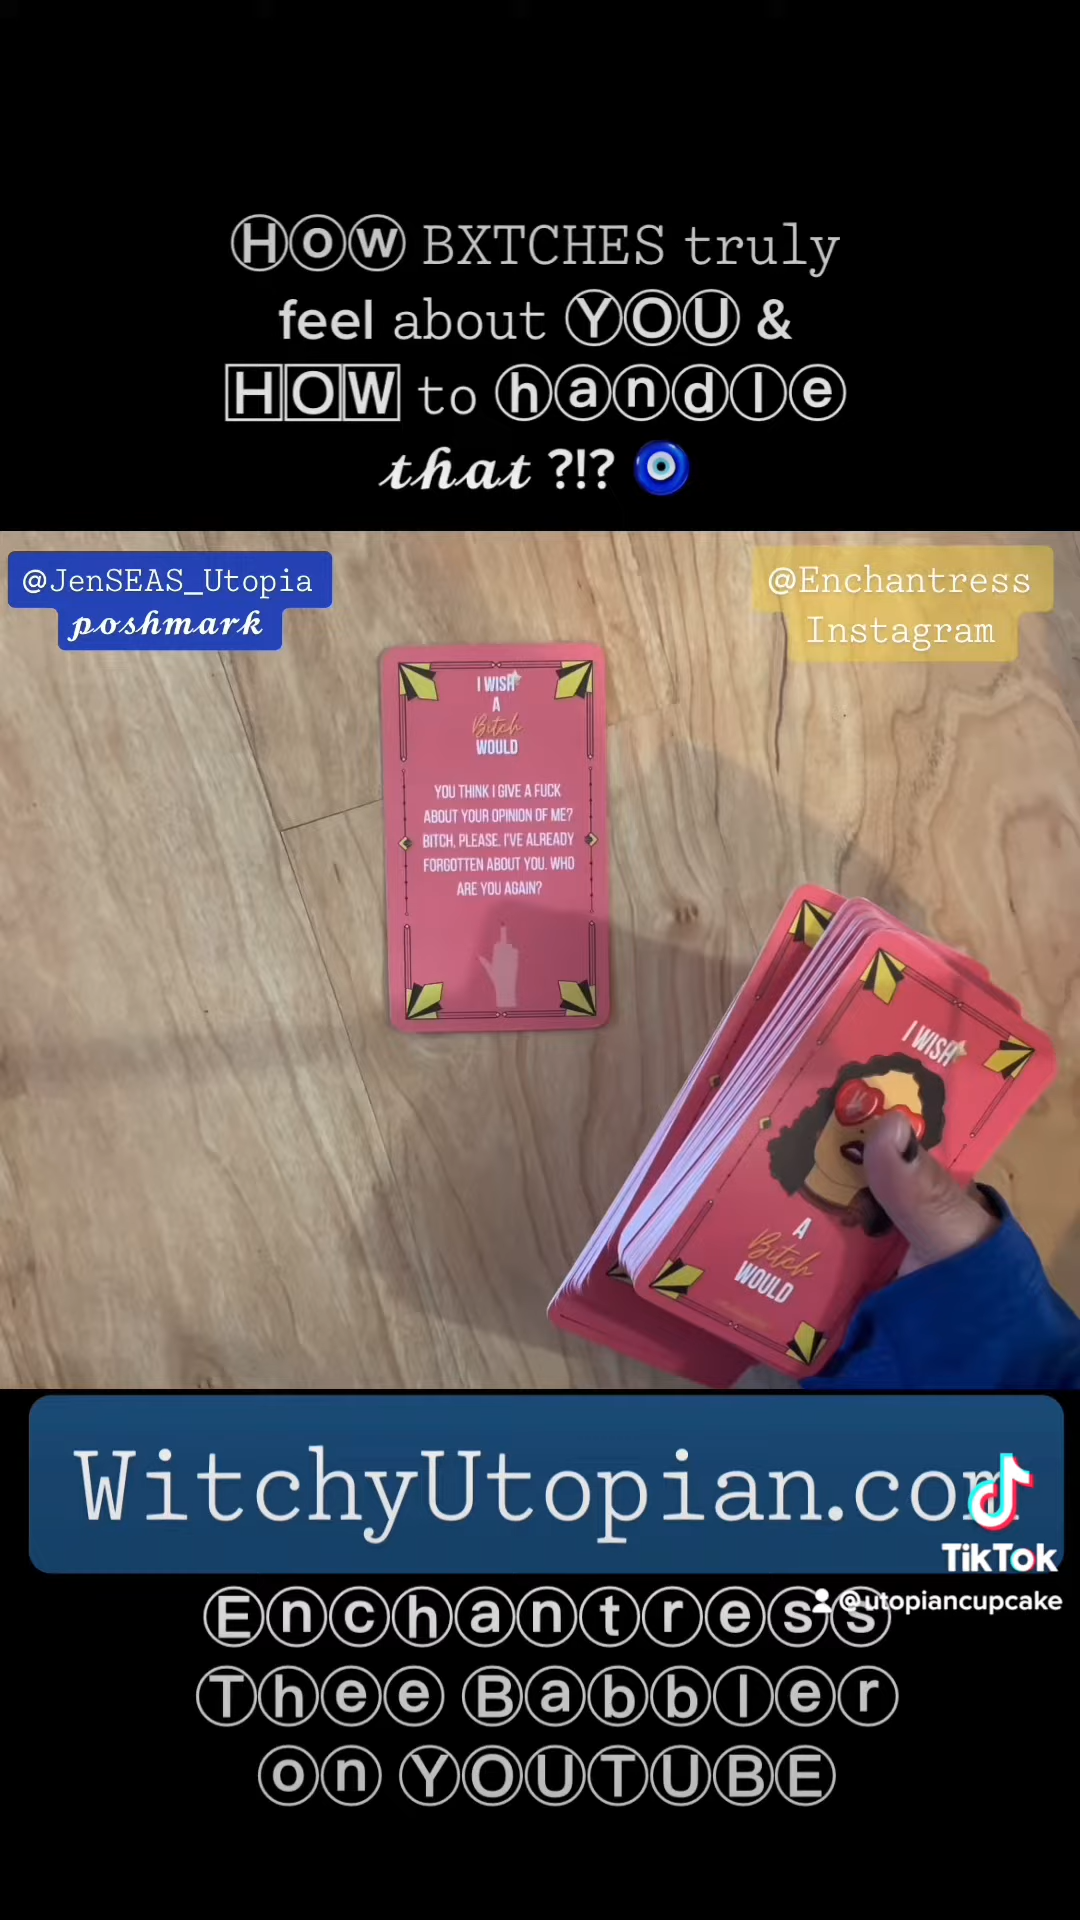 How BXTCHES truly
feel about YOU &
HOW to handle
that ?!? 🧿
@JenSEAS_Utopia
poshmark
@Enchantress
Instagram
I WISH
A
Bitch
WOULD
YOU THINK I GIVE A FUCK
ABOUT YOUR OPINION OF ME?
BITCH, PLEASE. I'VE ALREADY
FORGOTTEN ABOUT YOU. WHO
ARE YOU AGAIN?
I WISH
A
Bitch
WOULD
WitchyUtopian.com
TikTok
@utopiancupcake
Enchantress
Thee Babbler
on YOUTUBE